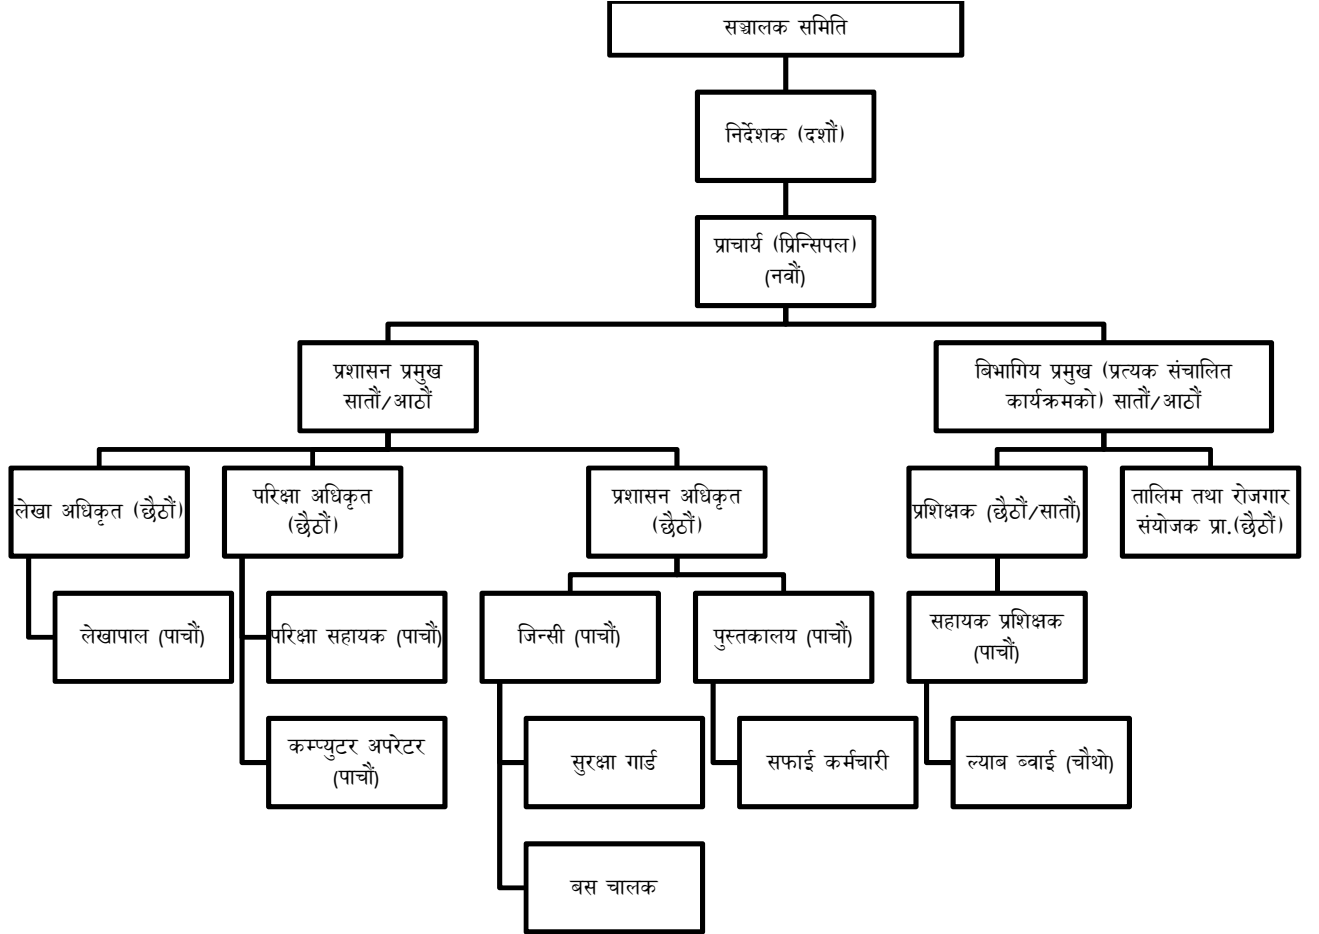 सञ्चालक समिति
निर्देशक (दशौं)
प्राचार्य (प्रिन्सिपल)
(नवौं)
प्रशासन प्रमुख
सातौं/आठौं
बिभागिय प्रमुख (प्रत्यक संचालित
कार्यक्रमको) सातौं/आठौं
लेखा अधिकृत (छैठौं)
परिक्षा अधिकृत
(छैठौं)
प्रशासन अधिकृत
(छैठौं)
प्रशिक्षक (छैठौं/सातौं)
तालिम तथा रोजगार
संयोजक प्रा.(छैठौं)
लेखापाल (पाचौं)
परिक्षा सहायक (पाचौं)
जिन्सी (पाचौं)
पुस्तकालय (पाचौं)
सहायक प्रशिक्षक
(पाचौं)
कम्प्युटर अपरेटर
(पाचौं)
सुरक्षा गार्ड
सफाई कर्मचारी
ल्याब ब्वाई (चौथो)
बस चालक